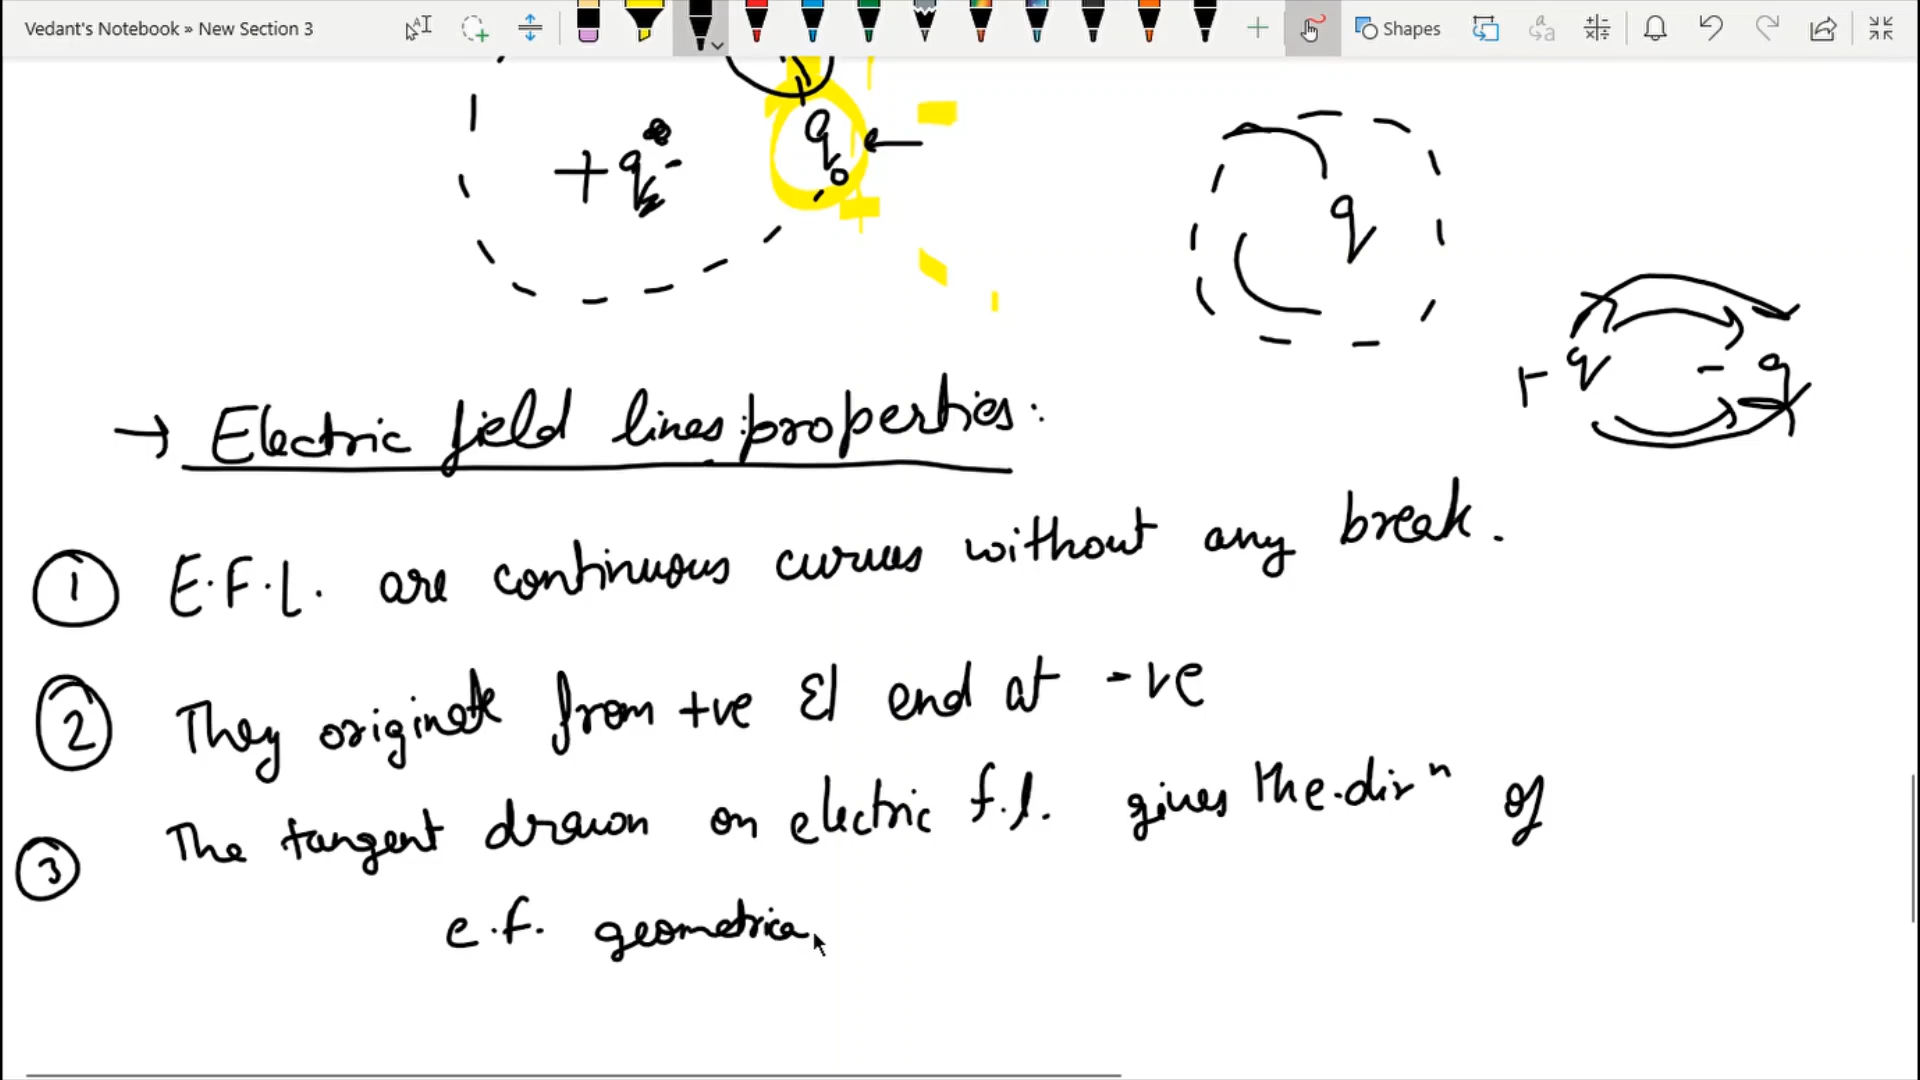 Vedant's Notebook » New Section 3
Shapes
+q
q₀
q
+q -q
→ Electric field lines properties:
① E.F.L. are continuous curves without any break.
② They originate from +ve & end at -ve
③ The tangent drawn on electric f.l. gives the dirⁿ of
e.f. geometrica